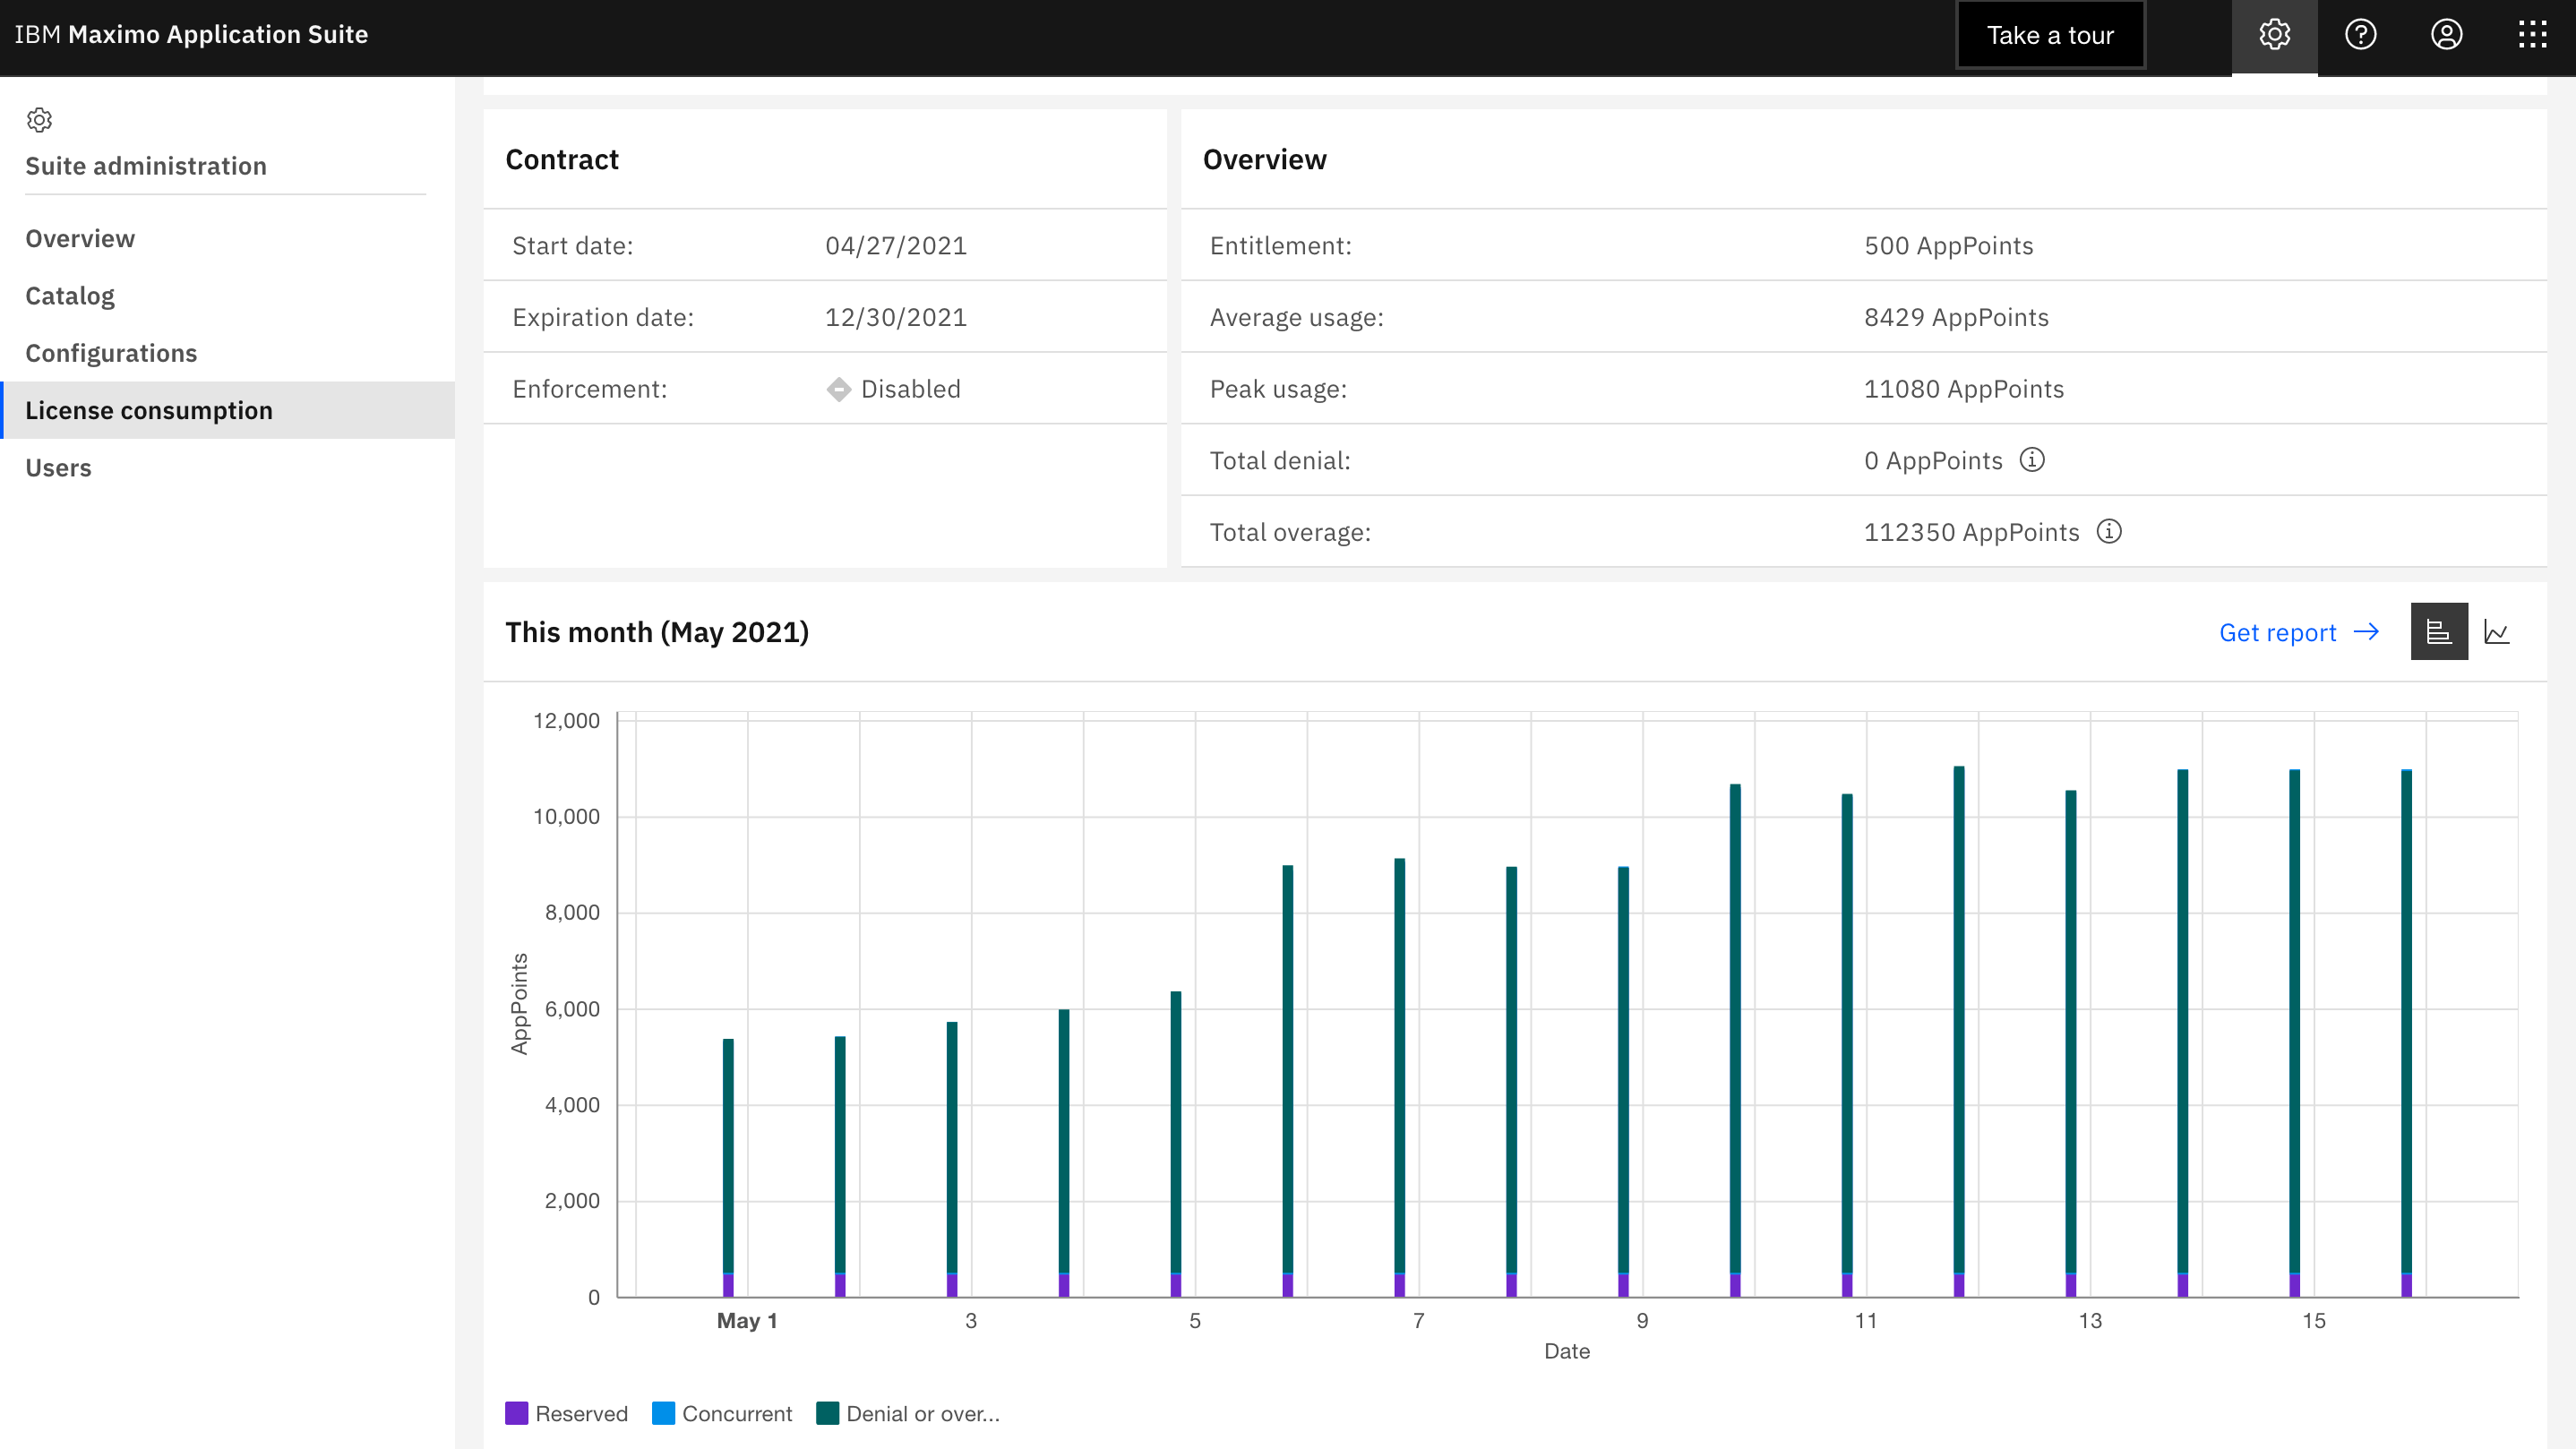 IBM Maximo Application Suite
Take a tour
Suite administration
Overview
Catalog
Configurations
License consumption
Users
Contract
Start date: 04/27/2021
Expiration date: 12/30/2021
Enforcement: Disabled
Overview
Entitlement: 500 AppPoints
Average usage: 8429 AppPoints
Peak usage: 11080 AppPoints
Total denial: 0 AppPoints
Total overage: 112350 AppPoints
This month (May 2021)
Get report
12,000
10,000
8,000
6,000
4,000
2,000
0
AppPoints
May 1 3 5 7 9 11 13 15
Date
Reserved Concurrent Denial or over...